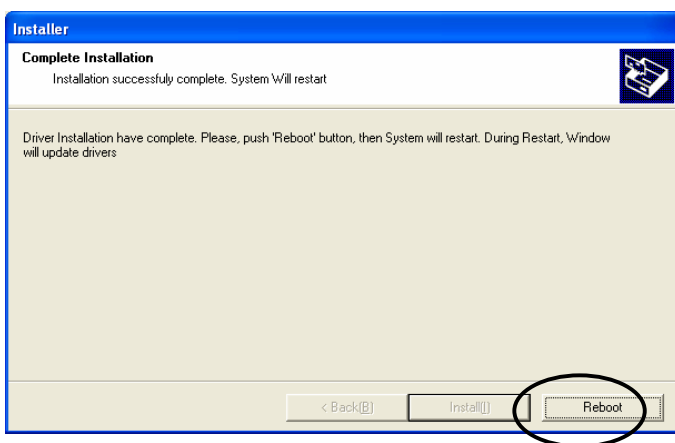 Installer
Complete Installation
Installation successfuly complete. System Will restart
Driver Installation have complete. Please, push 'Reboot' button, then System will restart. During Restart, Window
will update drivers
< Back(B) Install(I) Reboot